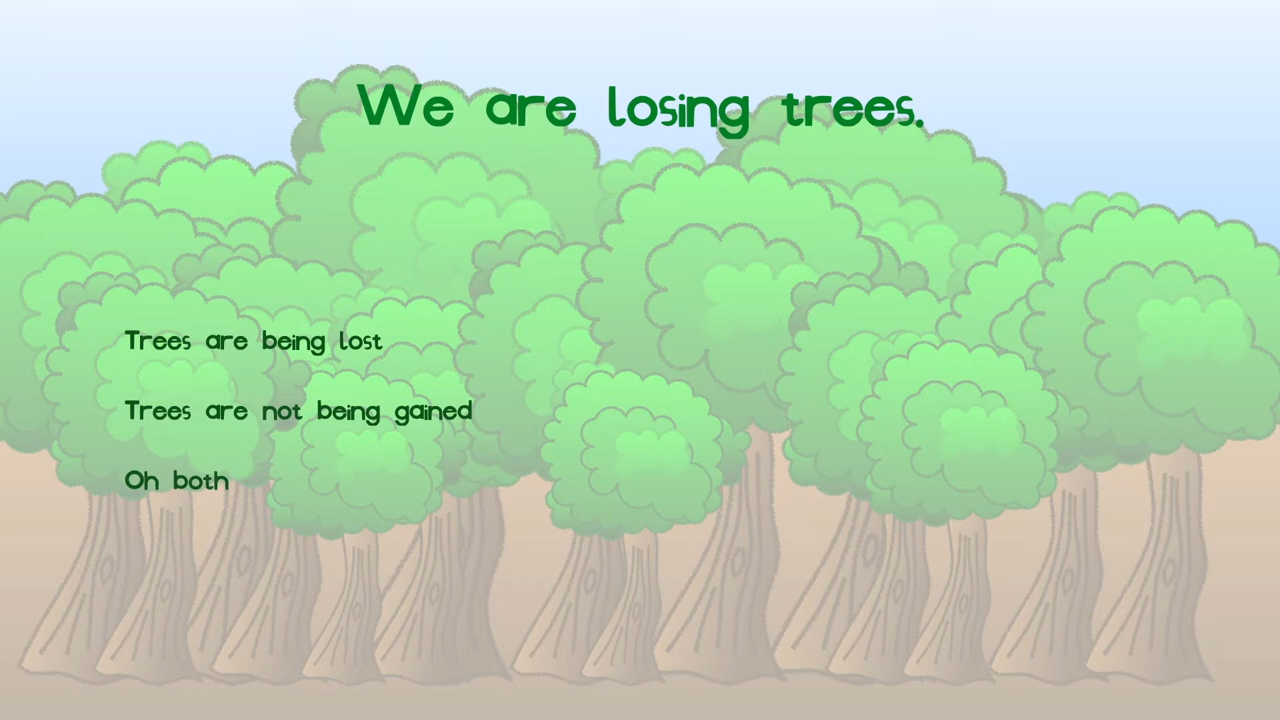 We are losing trees.
Trees are being lost
Trees are not being gained
Oh both